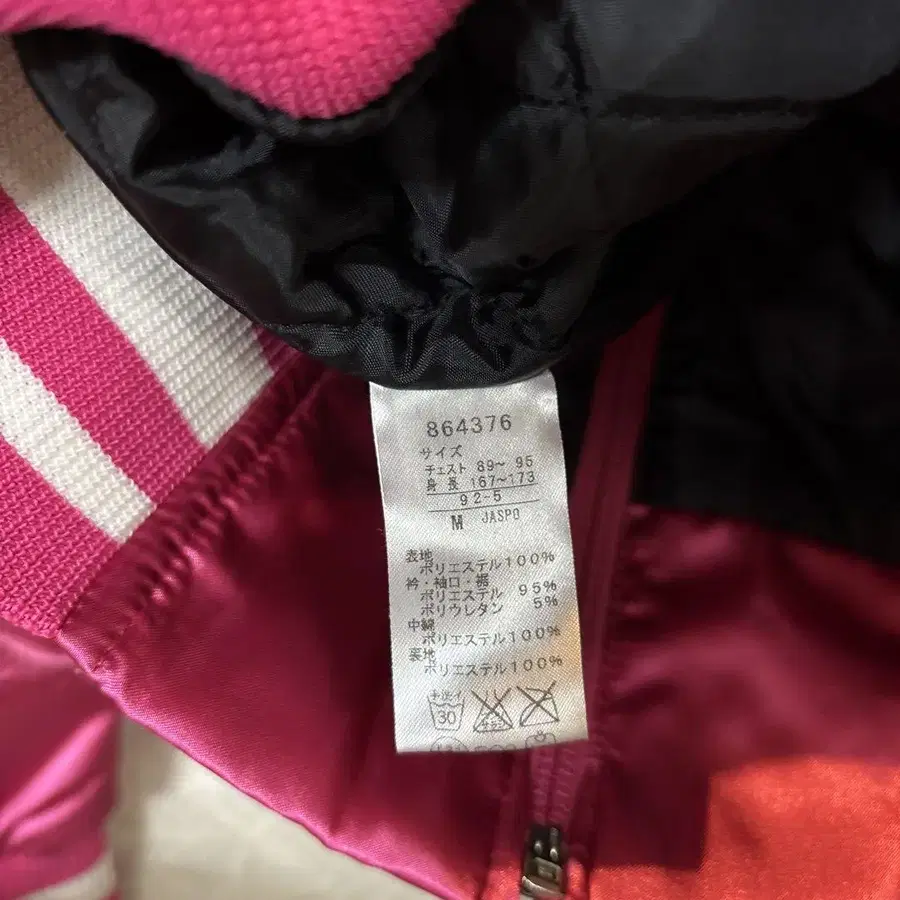 864376
サイズ
チェスト 89~ 95
身 長 167~173
92-5
M JASPO
表地
ポリエステル100%
衿・袖口・裾
ポリエステル 95%
ポリウレタン 5%
中綿
ポリエステル100%
裏地
ポリエステル100%
手洗イ
30